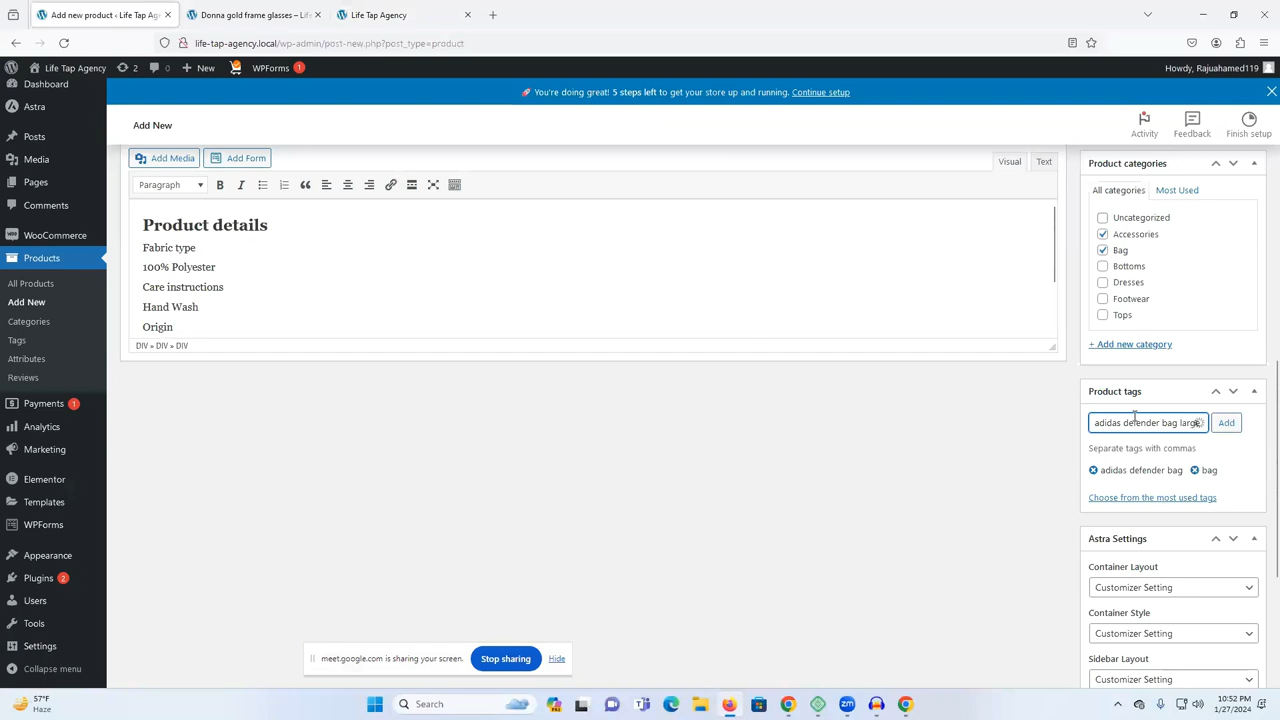 Add new product ‹ Life Tap Age
Donna gold frame glasses – Life
Life Tap Agency
life-tap-agency.local/wp-admin/post-new.php?post_type=product
Life Tap Agency
2
0
New
WPForms 1
Howdy, Rajuahamed119
🚀 You're doing great! 5 steps left to get your store up and running. Continue setup
Add New
Activity
Feedback
Finish setup
Dashboard
Astra
Posts
Media
Pages
Comments
WooCommerce
Products
All Products
Add New
Categories
Tags
Attributes
Reviews
Payments 1
Analytics
Marketing
Elementor
Templates
WPForms
Appearance
Plugins 2
Users
Tools
Settings
Collapse menu
Add Media
Add Form
Visual
Text
Paragraph
B
I
Product details
Fabric type
100% Polyester
Care instructions
Hand Wash
Origin
DIV » DIV » DIV
Product categories
All categories
Most Used
Uncategorized
Accessories
Bag
Bottoms
Dresses
Footwear
Tops
+ Add new category
Product tags
adidas defender bag large
Add
Separate tags with commas
adidas defender bag
bag
Choose from the most used tags
Astra Settings
Container Layout
Customizer Setting
Container Style
Customizer Setting
Sidebar Layout
Customizer Setting
meet.google.com is sharing your screen.
Stop sharing
Hide
57°F
Haze
Search
10:52 PM
1/27/2024